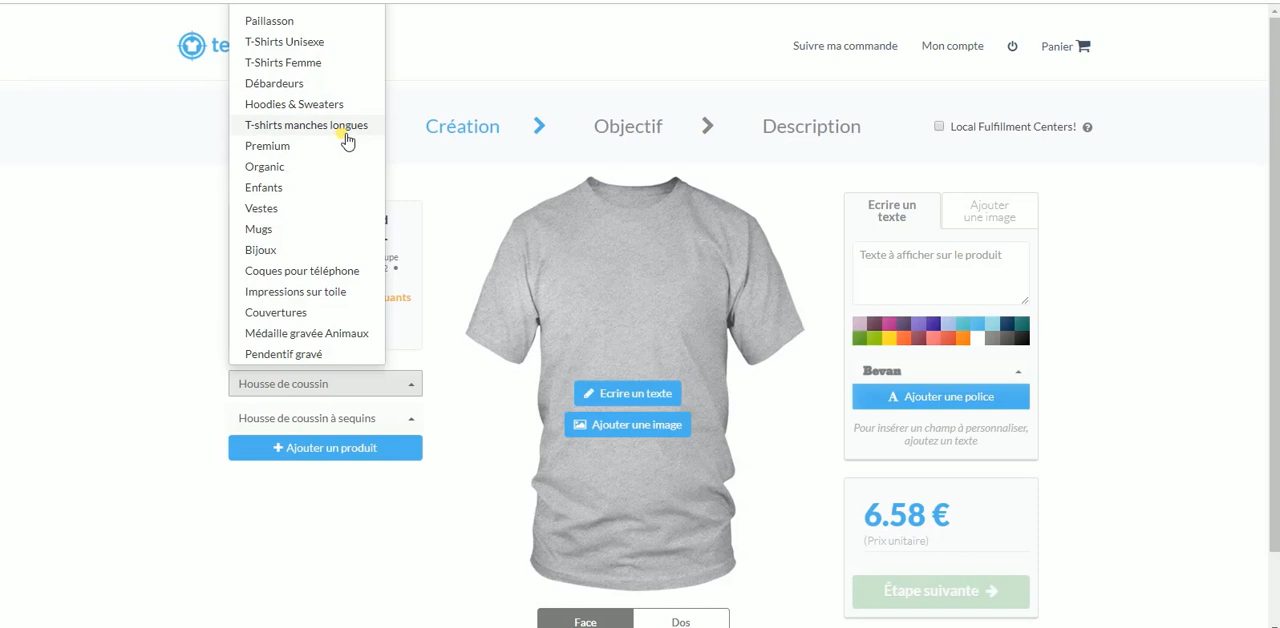 te
Suivre ma commande
Mon compte
Panier
Paillasson
T-Shirts Unisexe
T-Shirts Femme
Débardeurs
Hoodies & Sweaters
T-shirts manches longues
Premium
Organic
Enfants
Vestes
Mugs
Bijoux
Coques pour téléphone
Impressions sur toile
Couvertures
Médaille gravée Animaux
Pendentif gravé
Création
Objectif
Description
Local Fulfillment Centers!
d
upe
2 •
uants
Housse de coussin
Housse de coussin à sequins
+ Ajouter un produit
Ecrire un texte
Ajouter une image
Face
Dos
Ecrire un
texte
Ajouter
une image
Texte à afficher sur le produit
Bevan
A Ajouter une police
Pour insérer un champ à personnaliser,
ajoutez un texte
6.58 €
(Prix unitaire)
Étape suivante